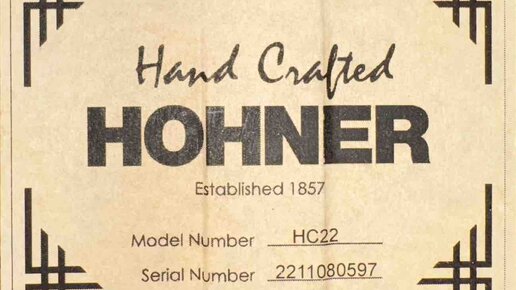 Hand Crafted
HOHNER
Established 1857
Model Number HC22
Serial Number 2211080597